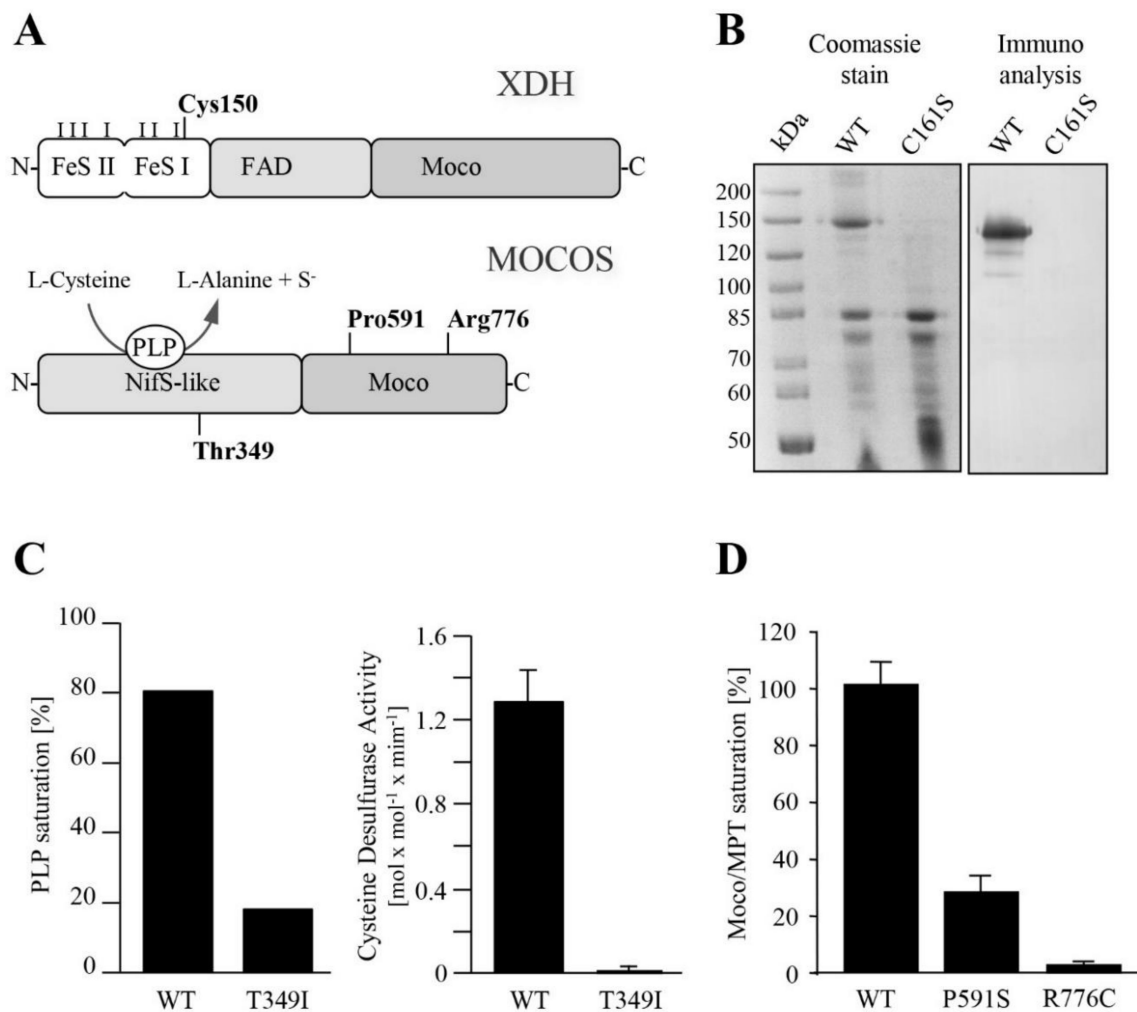 A
XDH
Cys150
N- FeS II FeS I FAD Moco -C
MOCOS
L-Cysteine L-Alanine + S-
PLP
Pro591 Arg776
N- NifS-like Moco -C
Thr349
B
Coomassie stain
Immuno analysis
kDa WT C161S WT C161S
200
150
120
100
85
70
60
50
C
PLP saturation [%]
100
80
60
40
20
0
WT T349I
Cysteine Desulfurase Activity
[mol x mol⁻¹ x mim⁻¹]
1.6
1.2
0.8
0.4
0
WT T349I
D
Moco/MPT saturation [%]
120
100
80
60
40
20
0
WT P591S R776C